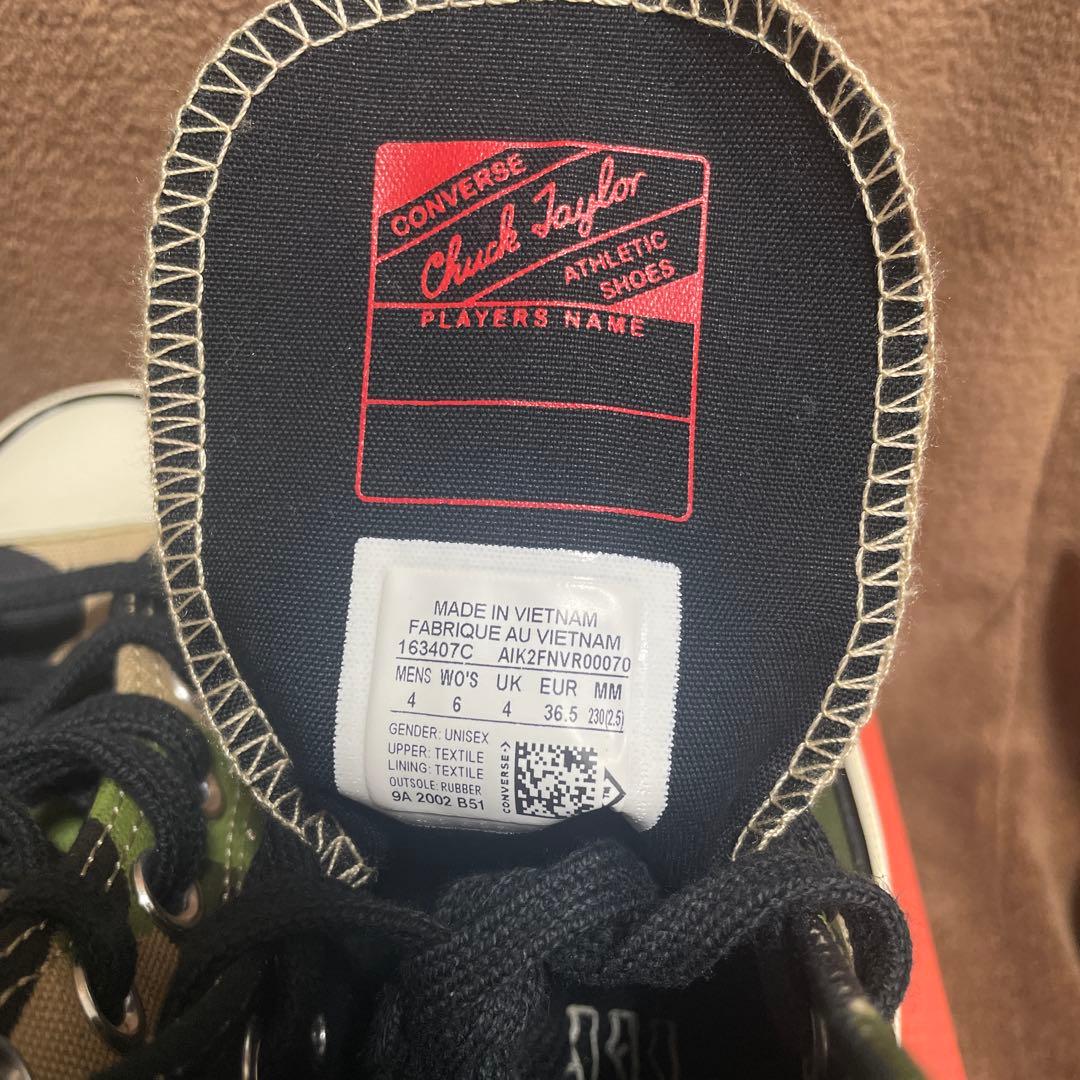 CONVERSE
Chuck Taylor
ATHLETIC
SHOES
PLAYERS NAME
MADE IN VIETNAM
FABRIQUE AU VIETNAM
163407C AIK2FNVR00070
MENS WO'S UK EUR MM
4 6 4 36.5 230(2.5)
GENDER: UNISEX
UPPER: TEXTILE
LINING: TEXTILE
OUTSOLE: RUBBER
9A 2002 B51
CONVERSE